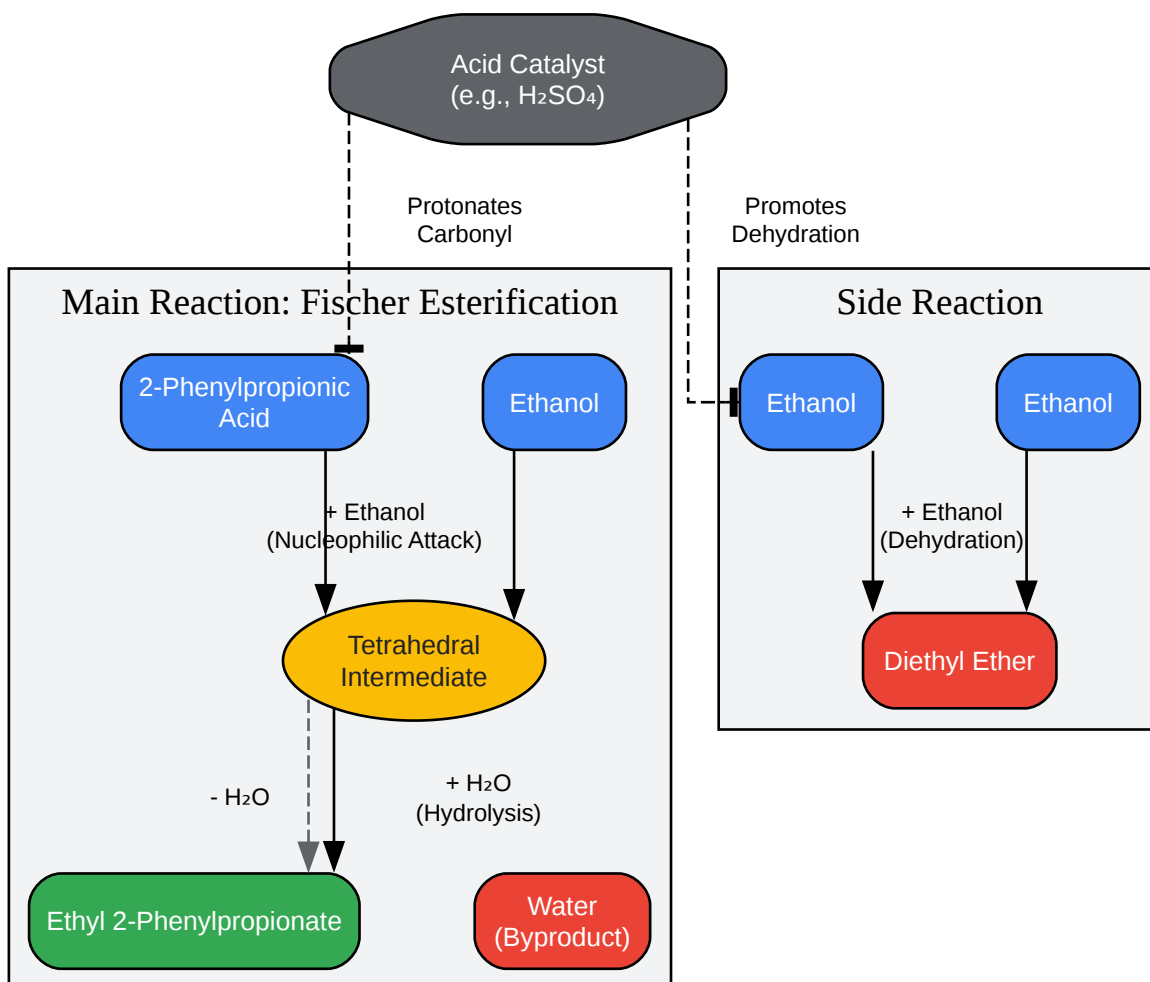 Acid Catalyst
(e.g., H₂SO₄)
Protonates
Carbonyl
Promotes
Dehydration
Main Reaction: Fischer Esterification
Side Reaction
2-Phenylpropionic
Acid
Ethanol
Ethanol
Ethanol
+ Ethanol
(Nucleophilic Attack)
+ Ethanol
(Dehydration)
Tetrahedral
Intermediate
Diethyl Ether
- H₂O
+ H₂O
(Hydrolysis)
Ethyl 2-Phenylpropionate
Water
(Byproduct)